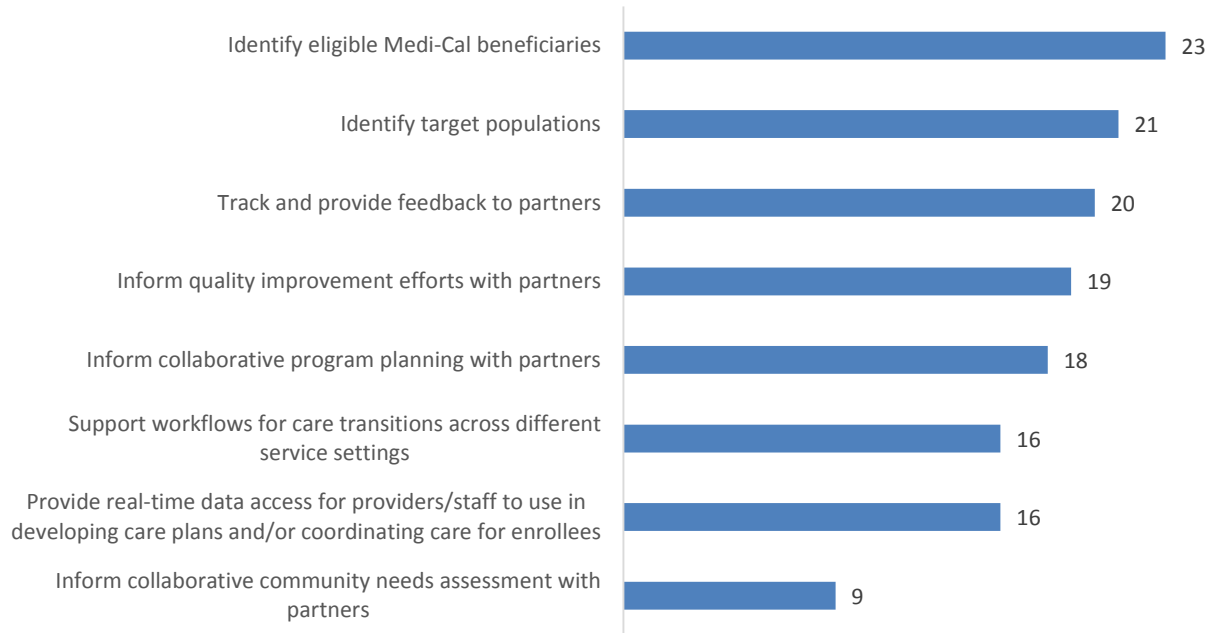 Identify eligible Medi-Cal beneficiaries
23
Identify target populations
21
Track and provide feedback to partners
20
Inform quality improvement efforts with partners
19
Inform collaborative program planning with partners
18
Support workflows for care transitions across different
service settings
16
Provide real-time data access for providers/staff to use in
developing care plans and/or coordinating care for enrollees
16
Inform collaborative community needs assessment with
partners
9